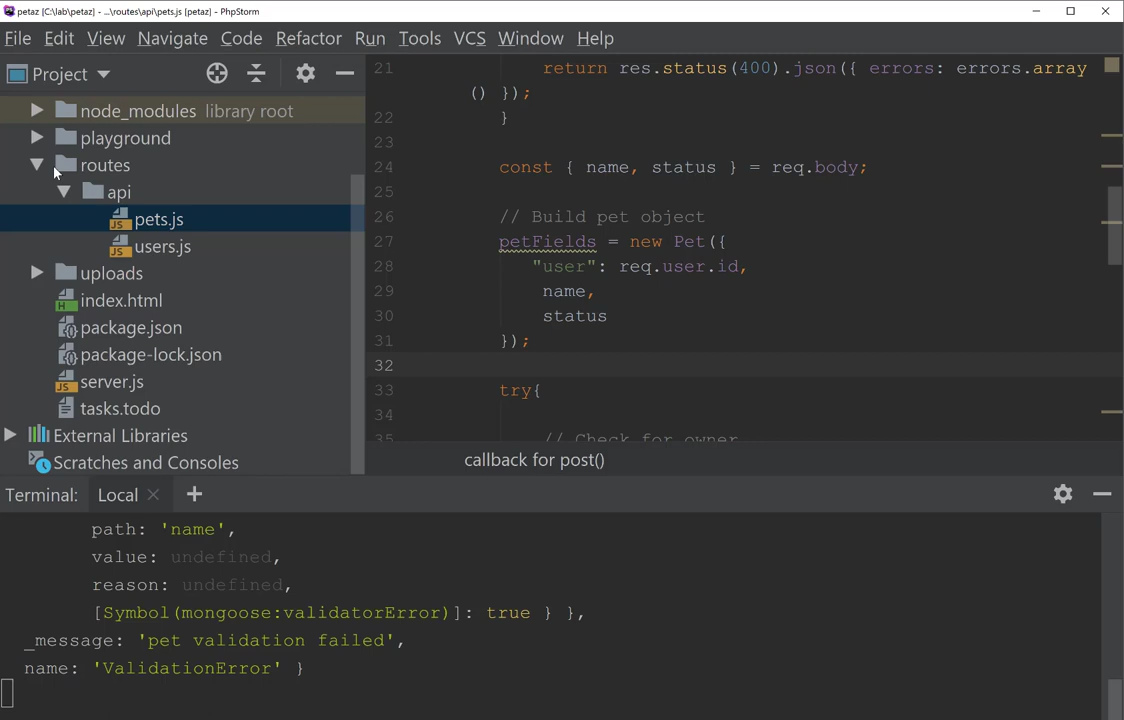 petaz [C:\lab\petaz] - ...\routes\api\pets.js [petaz] - PhpStorm
File Edit View Navigate Code Refactor Run Tools VCS Window Help
Project
node_modules library root
playground
routes
api
pets.js
users.js
uploads
index.html
package.json
package-lock.json
server.js
tasks.todo
External Libraries
Scratches and Consoles
21 return res.status(400).json({ errors: errors.array
() });
22 }
23
24 const { name, status } = req.body;
25
26 // Build pet object
27 petFields = new Pet({
28 "user": req.user.id,
29 name,
30 status
31 });
32
33 try{
34
35 // Check for owner
callback for post()
Terminal: Local
path: 'name',
value: undefined,
reason: undefined,
[Symbol(mongoose:validatorError)]: true } },
_message: 'pet validation failed',
name: 'ValidationError' }